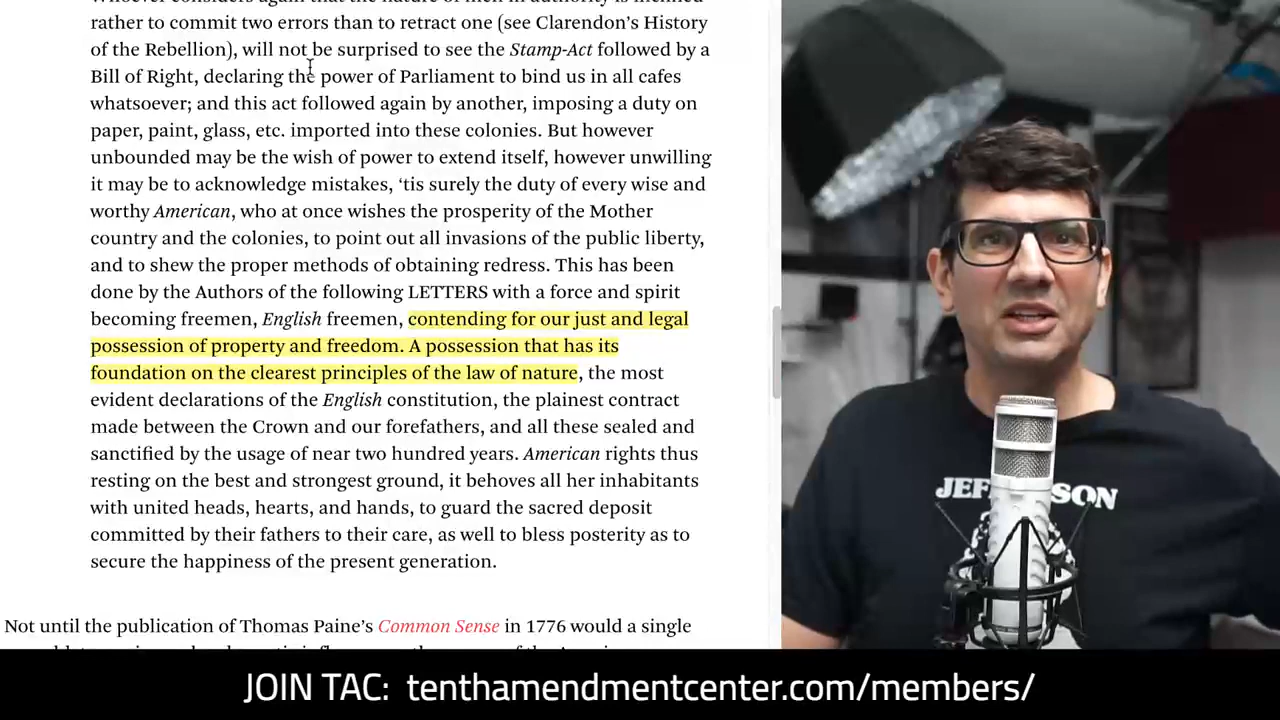 Whoever considers again that the nature of men in authority is inclined
rather to commit two errors than to retract one (see Clarendon’s History
of the Rebellion), will not be surprised to see the Stamp-Act followed by a
Bill of Right, declaring the power of Parliament to bind us in all cafes
whatsoever; and this act followed again by another, imposing a duty on
paper, paint, glass, etc. imported into these colonies. But however
unbounded may be the wish of power to extend itself, however unwilling
it may be to acknowledge mistakes, ‘tis surely the duty of every wise and
worthy American, who at once wishes the prosperity of the Mother
country and the colonies, to point out all invasions of the public liberty,
and to shew the proper methods of obtaining redress. This has been
done by the Authors of the following LETTERS with a force and spirit
becoming freemen, English freemen, contending for our just and legal
possession of property and freedom. A possession that has its
foundation on the clearest principles of the law of nature, the most
evident declarations of the English constitution, the plainest contract
made between the Crown and our forefathers, and all these sealed and
sanctified by the usage of near two hundred years. American rights thus
resting on the best and strongest ground, it behoves all her inhabitants
with united heads, hearts, and hands, to guard the sacred deposit
committed by their fathers to their care, as well to bless posterity as to
secure the happiness of the present generation.
Not until the publication of Thomas Paine’s Common Sense in 1776 would a single
JOIN TAC: tenthamendmentcenter.com/members/